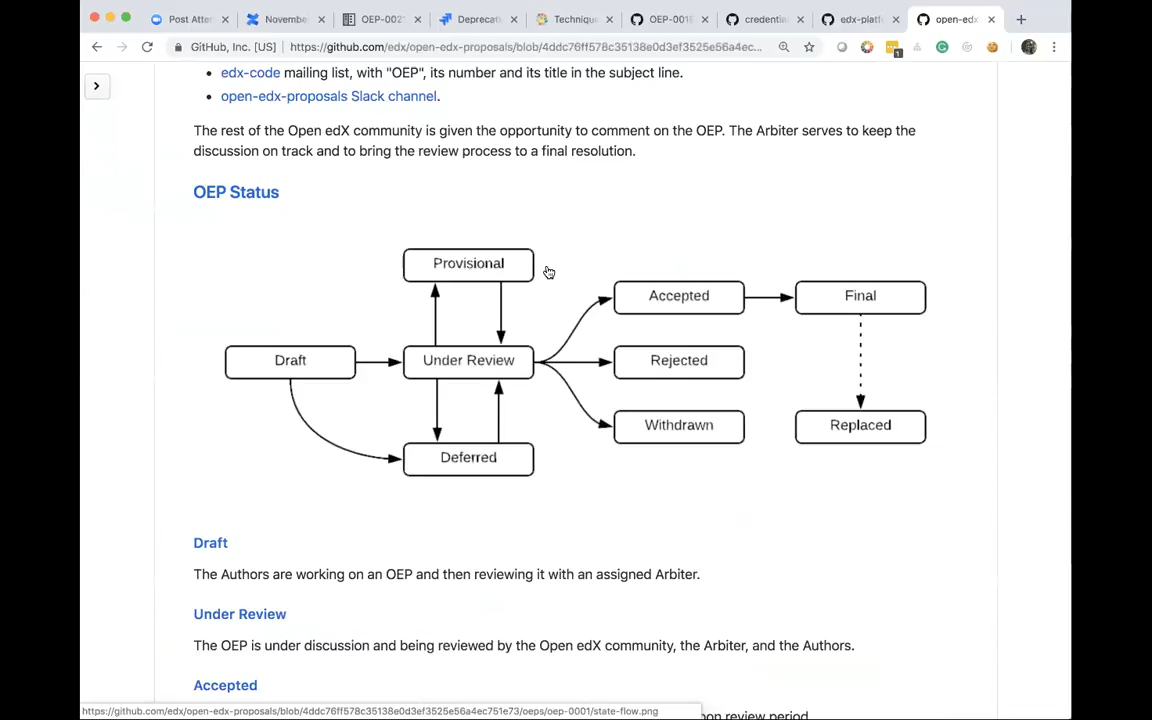 Post Atter
Novembe
OEP-002
Deprecat
Technique
OEP-0018
credentia
edx-platf
open-edx
GitHub, Inc. [US]
https://github.com/edx/open-edx-proposals/blob/4ddc76ff578c35138e0d3ef3525e56a4ec...
1
edx-code mailing list, with "OEP", its number and its title in the subject line.
open-edx-proposals Slack channel.
The rest of the Open edX community is given the opportunity to comment on the OEP. The Arbiter serves to keep the
discussion on track and to bring the review process to a final resolution.
OEP Status
Provisional
Accepted
Final
Draft
Under Review
Rejected
Withdrawn
Replaced
Deferred
Draft
The Authors are working on an OEP and then reviewing it with an assigned Arbiter.
Under Review
The OEP is under discussion and being reviewed by the Open edX community, the Arbiter, and the Authors.
Accepted
https://github.com/edx/open-edx-proposals/blob/4ddc76ff578c35138e0d3ef3525e56a4ec751e73/oeps/oep-0001/state-flow.png
on review period